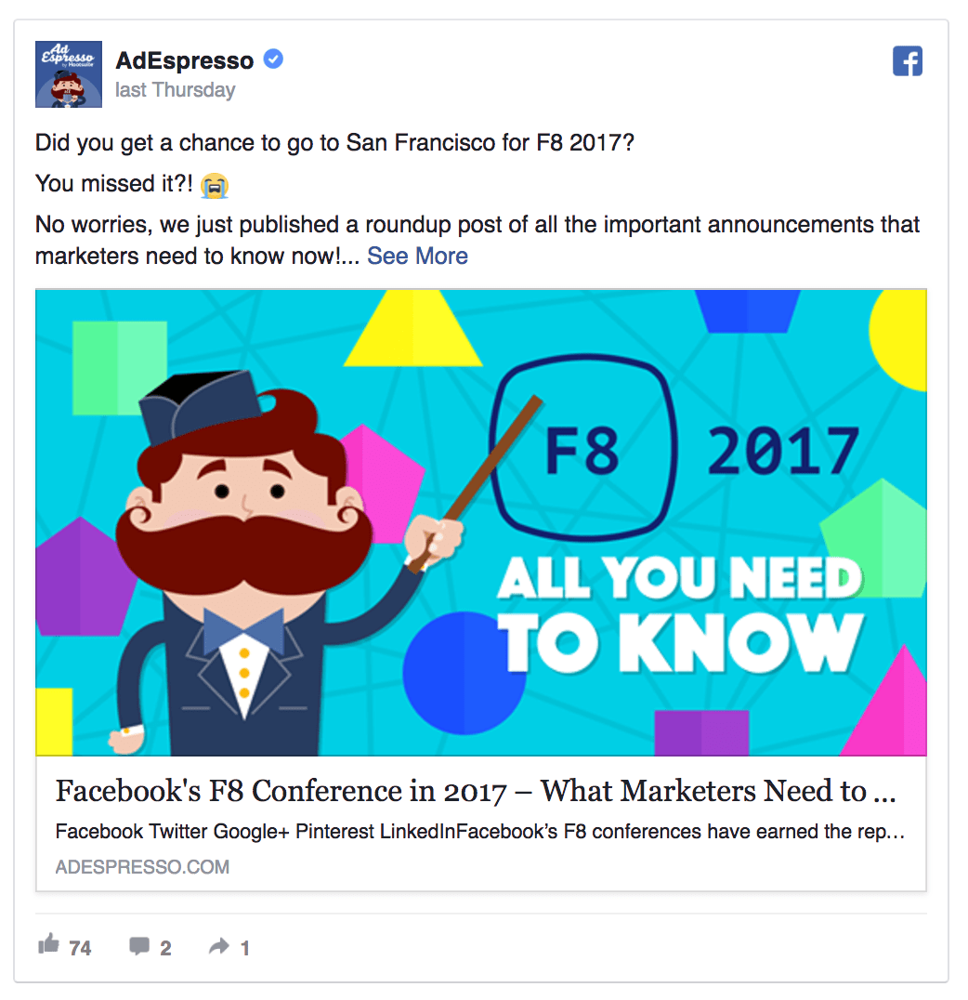 Ad
Espresso
by Hootsuite
AdEspresso
last Thursday
Did you get a chance to go to San Francisco for F8 2017?
You missed it?! 😭
No worries, we just published a roundup post of all the important announcements that
marketers need to know now!... See More
F8 2017
ALL YOU NEED
TO KNOW
Facebook's F8 Conference in 2017 – What Marketers Need to ...
Facebook Twitter Google+ Pinterest LinkedInFacebook’s F8 conferences have earned the rep…
ADESPRESSO.COM
74 2 1